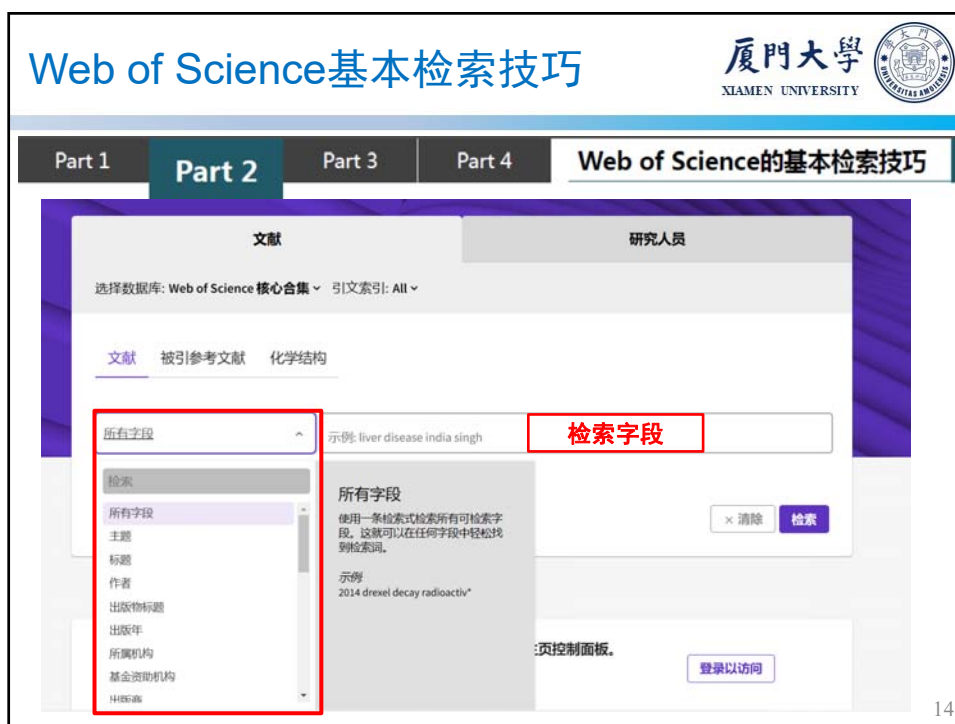 Web of Science基本检索技巧
厦門大學
XIAMEN UNIVERSITY
Part 1
Part 2
Part 3
Part 4
Web of Science的基本检索技巧
文献
研究人员
选择数据库: Web of Science 核心合集
引文索引: All
文献
被引参考文献
化学结构
所有字段
示例: liver disease india singh
检索字段
检索
所有字段
主题
标题
作者
出版物标题
出版年
所属机构
基金资助机构
出版商
所有字段
使用一条检索式检索所有可检索字
段。这就可以在任何字段中轻松找
到检索词。
示例
2014 drexel decay radioactiv*
× 清除
检索
页控制面板。
登录以访问
14